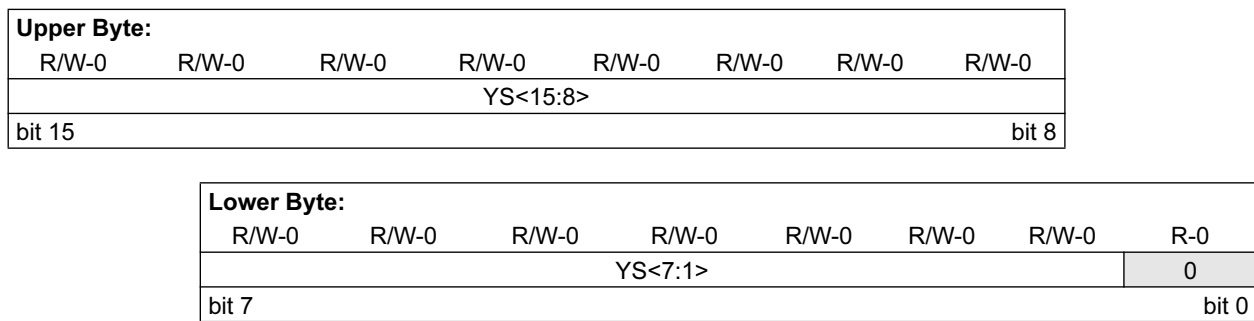 Upper Byte:
R/W-0 R/W-0 R/W-0 R/W-0 R/W-0 R/W-0 R/W-0 R/W-0
YS<15:8>
bit 15 bit 8
Lower Byte:
R/W-0 R/W-0 R/W-0 R/W-0 R/W-0 R/W-0 R/W-0 R-0
YS<7:1> 0
bit 7 bit 0